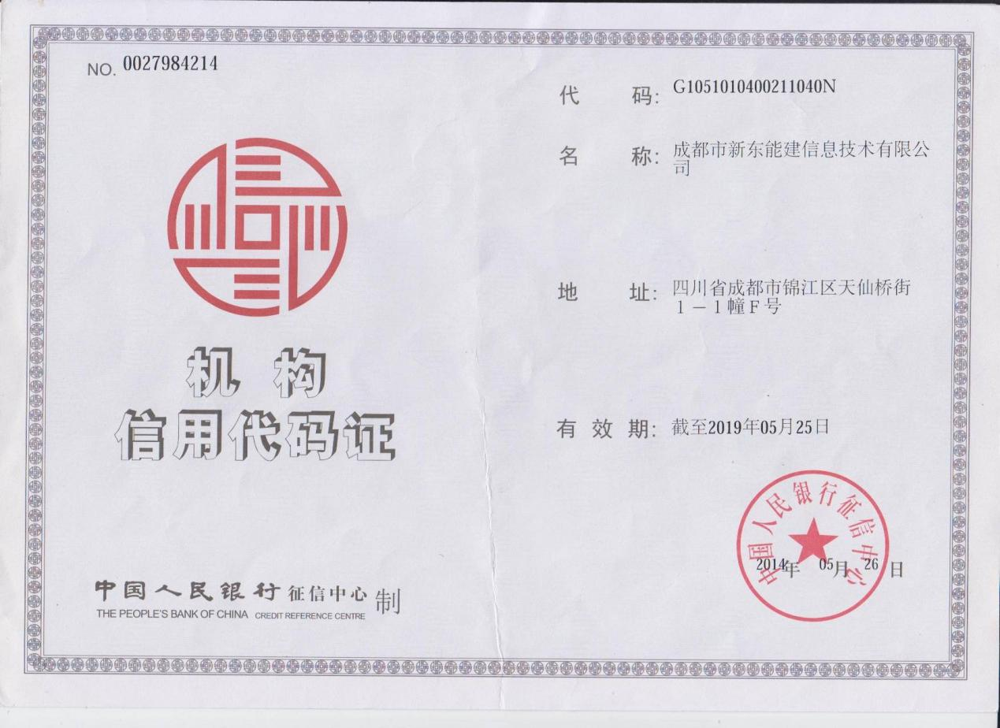 NO. 0027984214
机构
信用代码证
中国人民银行征信中心 制
THE PEOPLE'S BANK OF CHINA CREDIT REFERENCE CENTRE
代码: G1051010400211040N
名称: 成都市新东能建信息技术有限公
司
地址: 四川省成都市锦江区天仙桥街
1－1幢F号
有效期: 截至2019年05月25日
中国人民银行征信中心
2014年 05月 26日